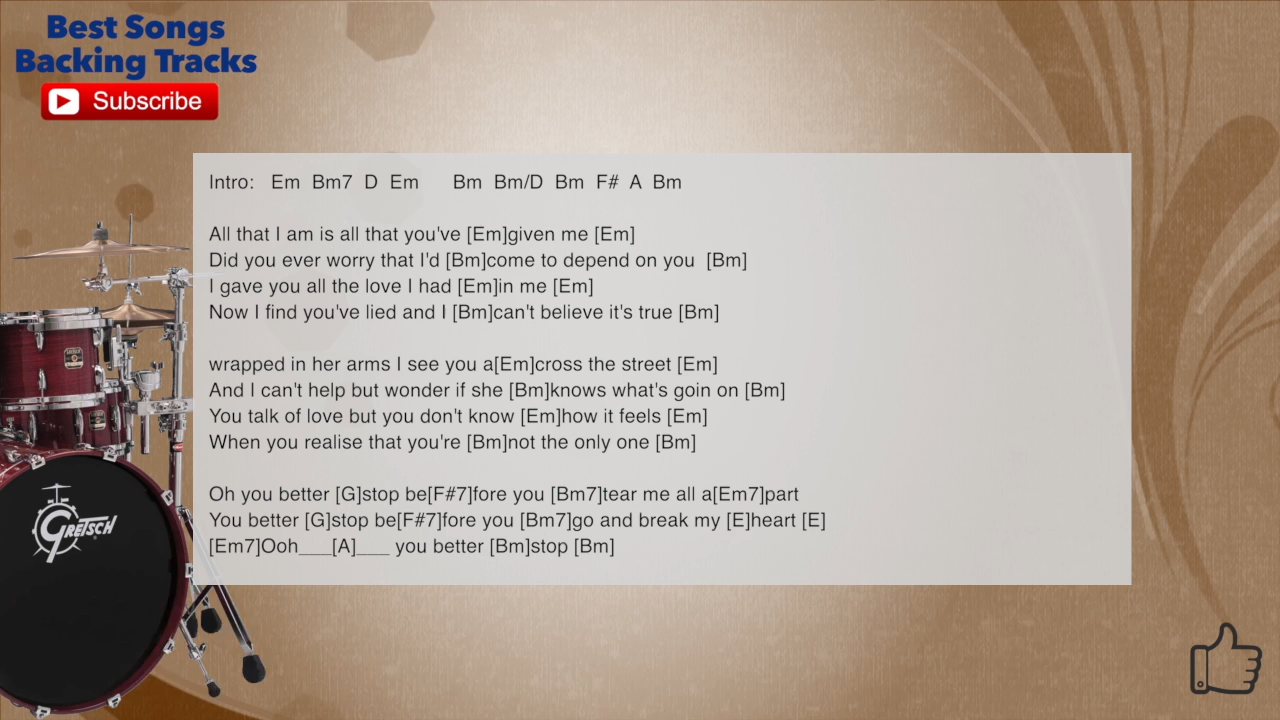 Best Songs
Backing Tracks
Subscribe
Intro: Em Bm7 D Em Bm Bm/D Bm F# A Bm
All that I am is all that you've [Em]given me [Em]
Did you ever worry that I'd [Bm]come to depend on you [Bm]
I gave you all the love I had [Em]in me [Em]
Now I find you've lied and I [Bm]can't believe it's true [Bm]
wrapped in her arms I see you a[Em]cross the street [Em]
And I can't help but wonder if she [Bm]knows what's goin on [Bm]
You talk of love but you don't know [Em]how it feels [Em]
When you realise that you're [Bm]not the only one [Bm]
Oh you better [G]stop be[F#7]fore you [Bm7]tear me all a[Em7]part
You better [G]stop be[F#7]fore you [Bm7]go and break my [E]heart [E]
[Em7]Ooh___[A]___ you better [Bm]stop [Bm]
GRETSCH